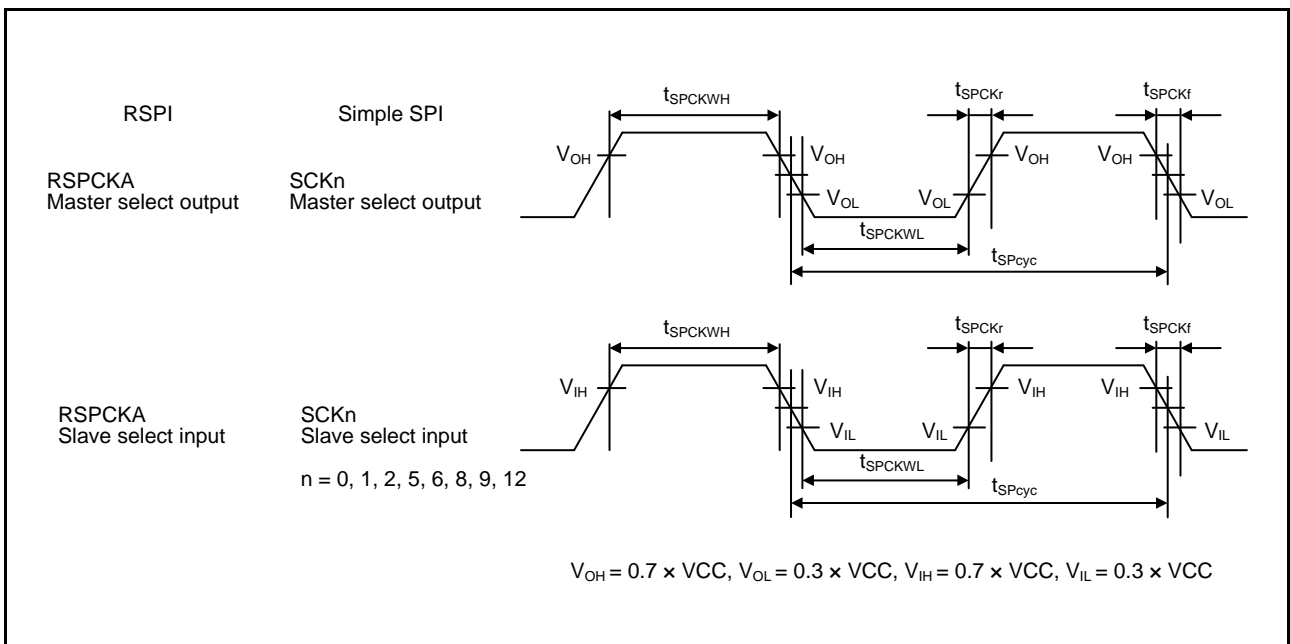 RSPI
Simple SPI
tSPCKWH
tSPCKr
tSPCKf
VOH
VOH
VOH
VOH
RSPCKA
Master select output
SCKn
Master select output
VOL
VOL
VOL
tSPCKWL
tSPcyc
tSPCKWH
tSPCKr
tSPCKf
VIH
VIH
VIH
VIH
RSPCKA
Slave select input
SCKn
Slave select input
VIL
VIL
VIL
n = 0, 1, 2, 5, 6, 8, 9, 12
tSPCKWL
tSPcyc
VOH = 0.7 × VCC, VOL = 0.3 × VCC, VIH = 0.7 × VCC, VIL = 0.3 × VCC